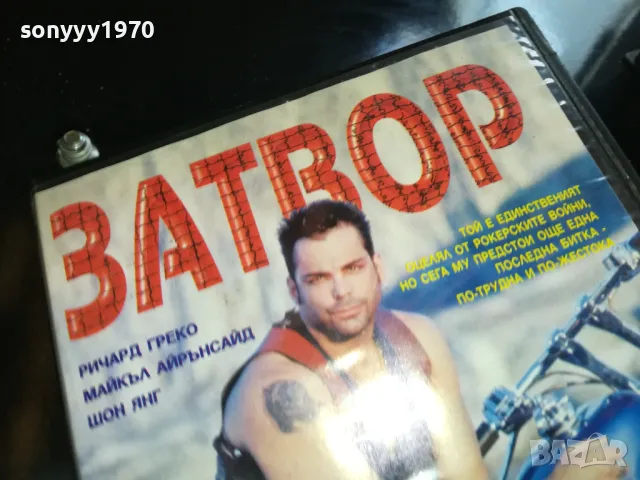 sonyyy1970
ЗАТВОР
ТОЙ Е ЕДИНСТВЕНИЯТ
ОЦЕЛЯЛ ОТ РОКЕРСКИТЕ ВОЙНИ,
НО СЕГА МУ ПРЕДСТОИ ОЩЕ ЕДНА
ПОСЛЕДНА БИТКА -
ПО-ТРУДНА И ПО-ЖЕСТОКА
РИЧАРД ГРЕКО
МАЙКЪЛ АЙРЪНСАЙД
ШОН ЯНГ
BAZAR
bg